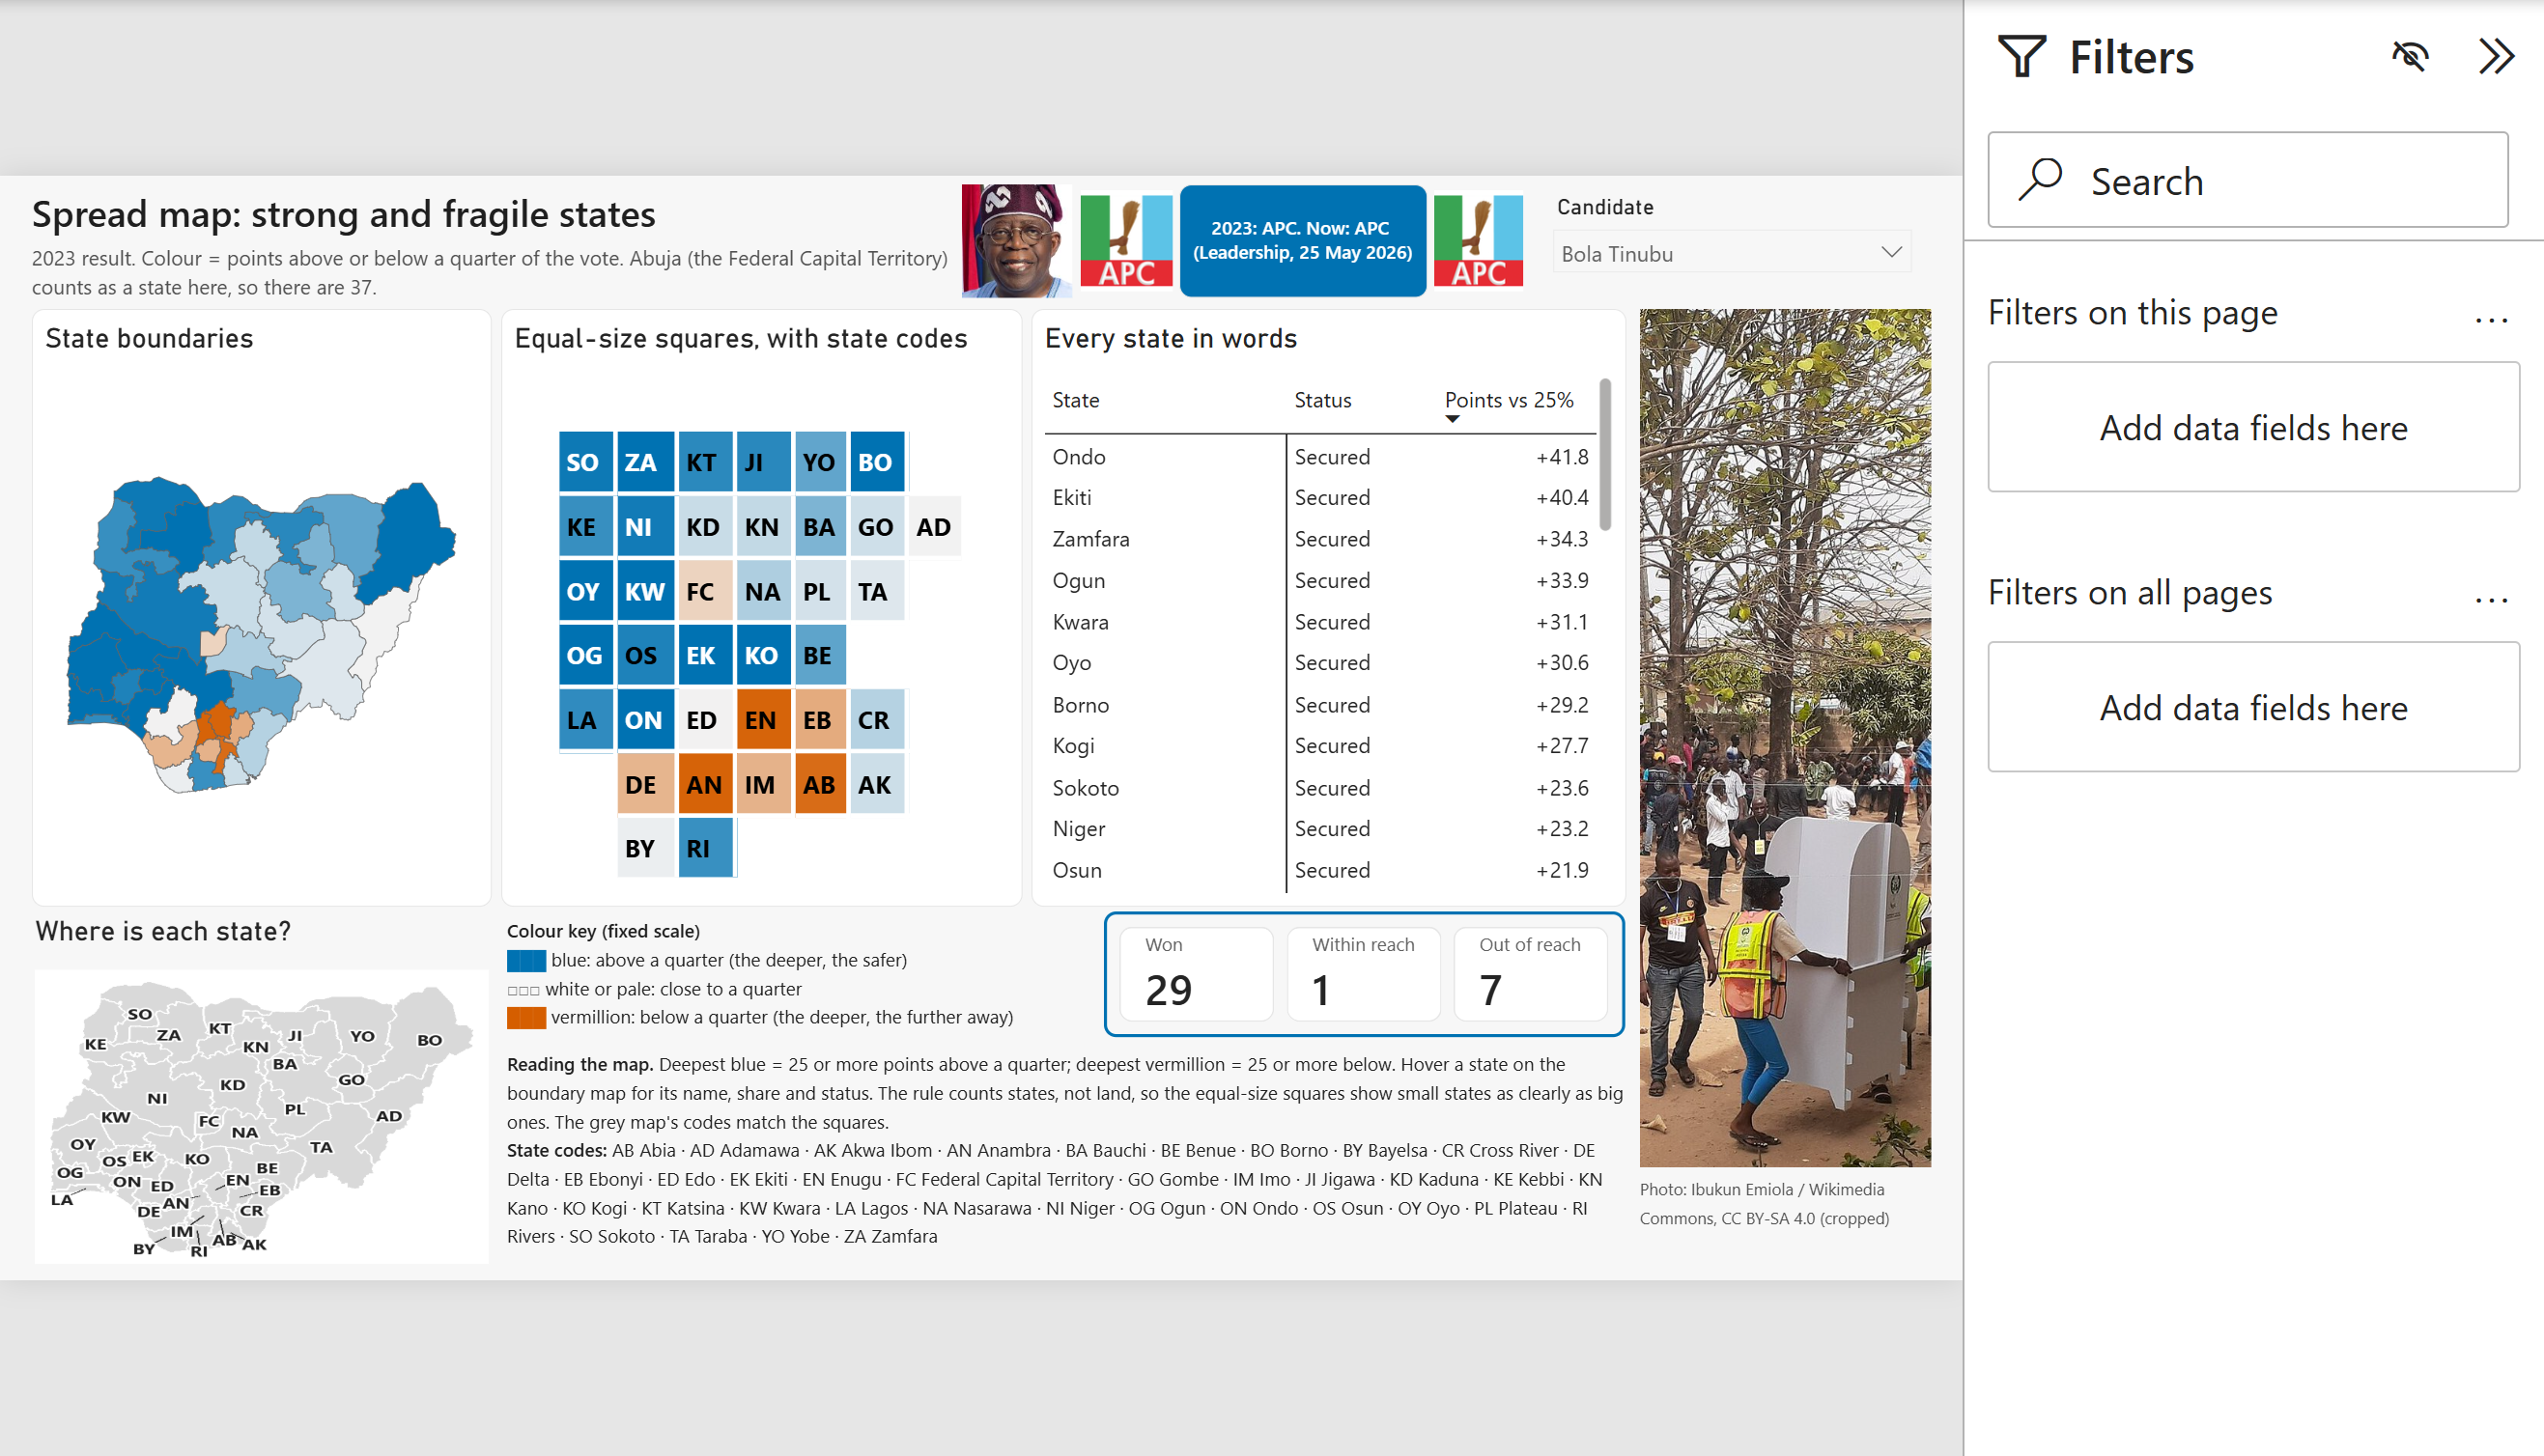 Spread map: strong and fragile states
2023 result. Colour = points above or below a quarter of the vote. Abuja (the Federal Capital Territory)
counts as a state here, so there are 37.
APC
2023: APC. Now: APC
(Leadership, 25 May 2026)
APC
Candidate
Bola Tinubu
State boundaries
Equal-size squares, with state codes
SO ZA KT JI YO BO
KE NI KD KN BA GO AD
OY KW FC NA PL TA
OG OS EK KO BE
LA ON ED EN EB CR
DE AN IM AB AK
BY RI
Every state in words
State Status Points vs 25%
Ondo Secured +41.8
Ekiti Secured +40.4
Zamfara Secured +34.3
Ogun Secured +33.9
Kwara Secured +31.1
Oyo Secured +30.6
Borno Secured +29.2
Kogi Secured +27.7
Sokoto Secured +23.6
Niger Secured +23.2
Osun Secured +21.9
Where is each state?
SO
ZA
KT
JI
YO
BO
KE
KN
BA
KD
GO
NI
PL
KW
FC
AD
NA
OY
TA
OS
EK
KO
BE
OG
ON
ED
EN
EB
LA
AN
DE
CR
IM
AB
AK
BY
RI
Colour key (fixed scale)
blue: above a quarter (the deeper, the safer)
white or pale: close to a quarter
vermillion: below a quarter (the deeper, the further away)
Won
29
Within reach
1
Out of reach
7
Reading the map. Deepest blue = 25 or more points above a quarter; deepest vermillion = 25 or more below. Hover a state on the
boundary map for its name, share and status. The rule counts states, not land, so the equal-size squares show small states as clearly as big
ones. The grey map's codes match the squares.
State codes: AB Abia · AD Adamawa · AK Akwa Ibom · AN Anambra · BA Bauchi · BE Benue · BO Borno · BY Bayelsa · CR Cross River · DE
Delta · EB Ebonyi · ED Edo · EK Ekiti · EN Enugu · FC Federal Capital Territory · GO Gombe · IM Imo · JI Jigawa · KD Kaduna · KE Kebbi · KN
Kano · KO Kogi · KT Katsina · KW Kwara · LA Lagos · NA Nasarawa · NI Niger · OG Ogun · ON Ondo · OS Osun · OY Oyo · PL Plateau · RI
Rivers · SO Sokoto · TA Taraba · YO Yobe · ZA Zamfara
Photo: Ibukun Emiola / Wikimedia
Commons, CC BY-SA 4.0 (cropped)
Filters
Search
Filters on this page
...
Add data fields here
Filters on all pages
...
Add data fields here